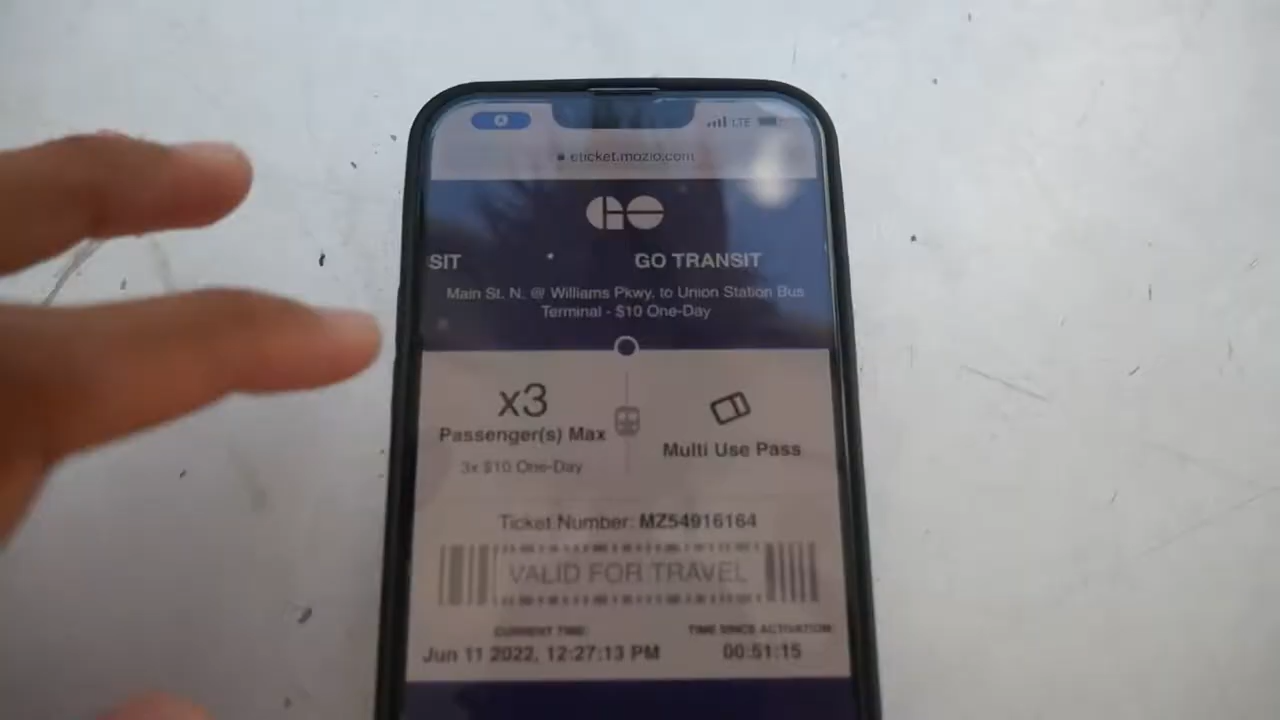 LTE
eticket.mozio.com
GO
SIT • GO TRANSIT
Main St. N. @ Williams Pkwy. to Union Station Bus
Terminal - $10 One-Day
x3
Passenger(s) Max
3x $10 One-Day
Multi Use Pass
Ticket Number: MZ54916164
VALID FOR TRAVEL
CURRENT TIME:
TIME SINCE ACTIVATION:
Jun 11 2022, 12:27:13 PM
00:51:15